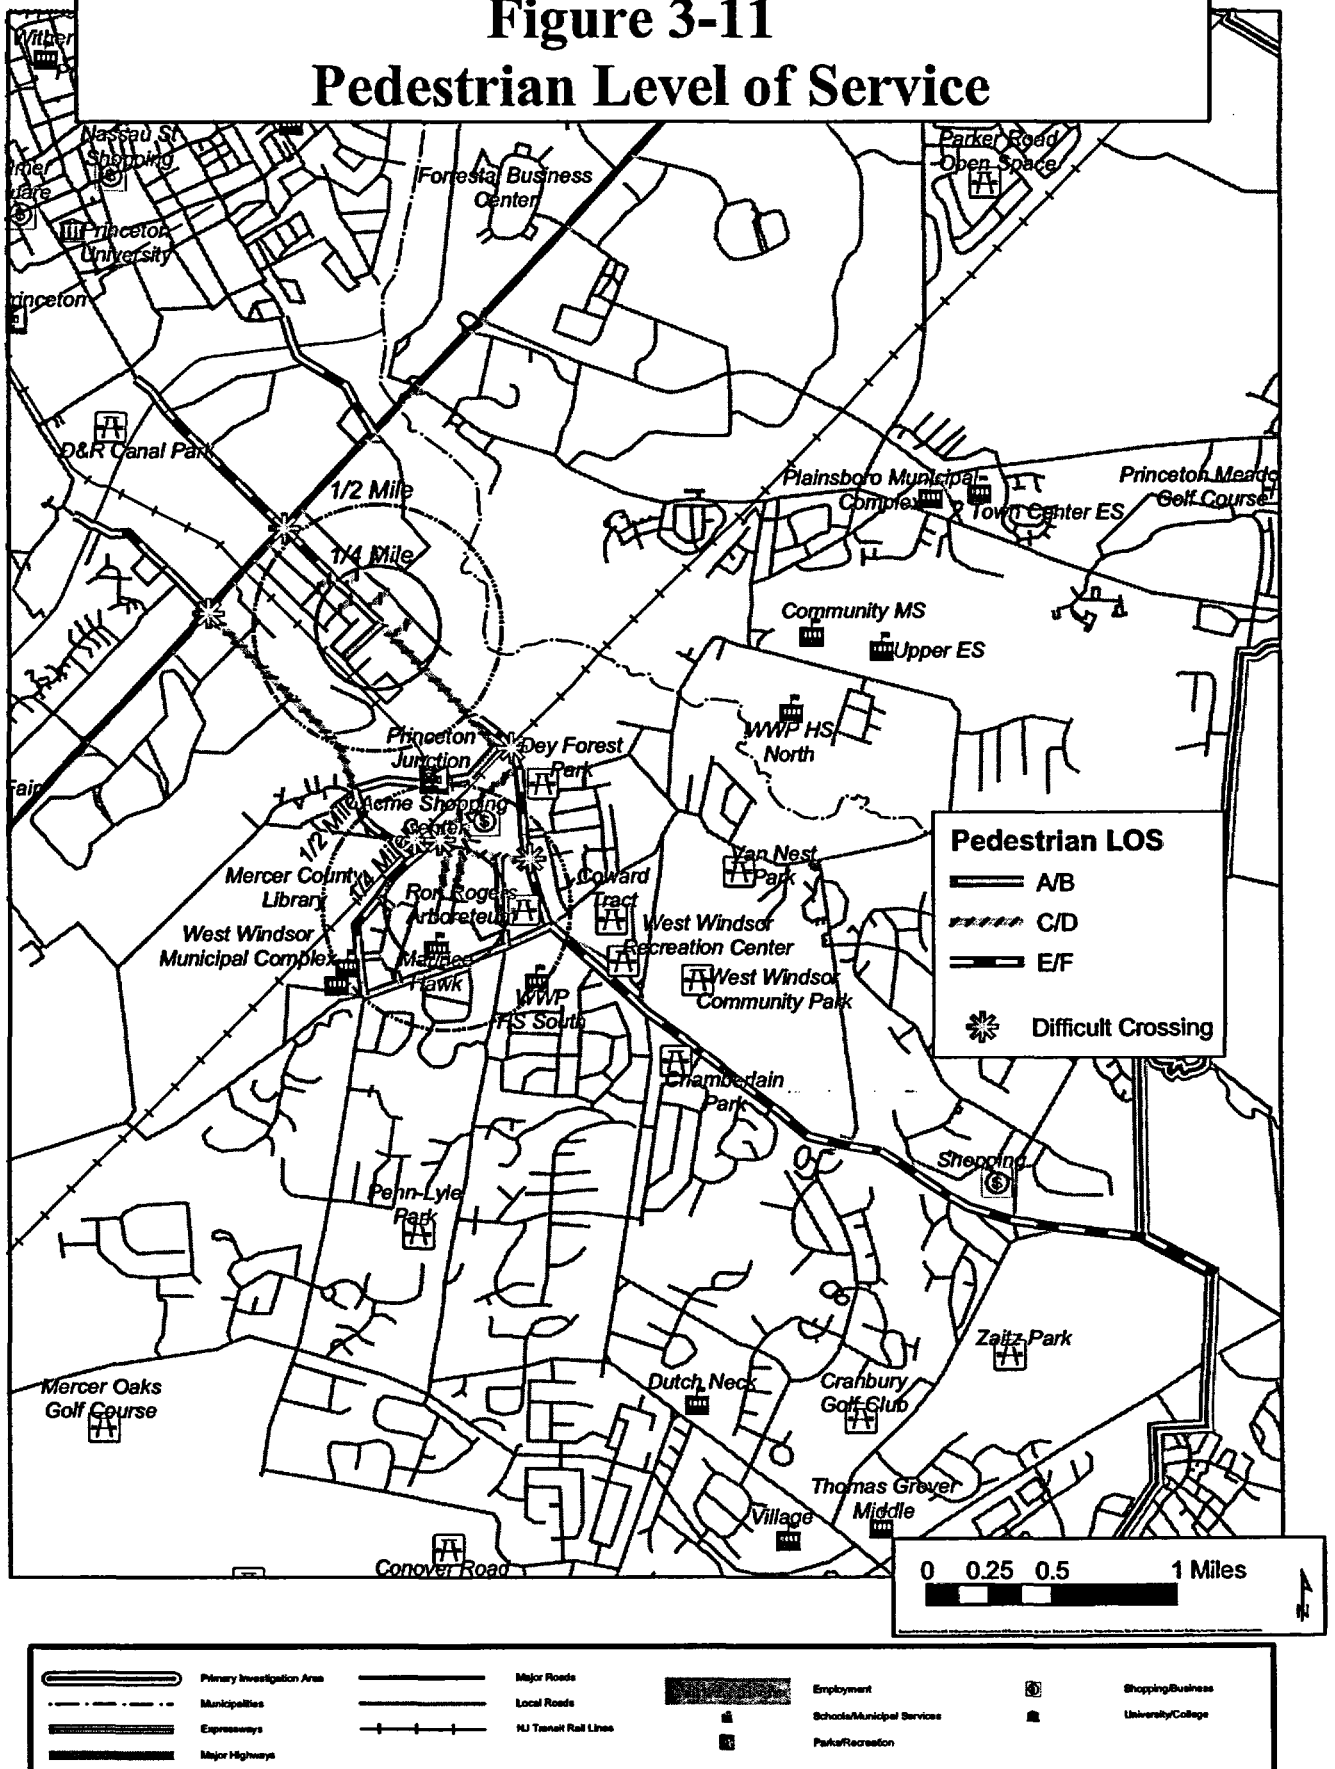 Figure 3-11
Pedestrian Level of Service
Wither
Nassau St
Shopping
Princeton
University
rinceton
Forrestal Business
Center
Parker Road
Open Space
D&R Canal Park
1/2 Mile
1/4 Mile
Plainsboro Municipal
Complex
Town Center ES
Princeton Meado
Golf Course
Community MS
Upper ES
WWP HS
North
Princeton
Junction
Dey Forest
Park
Fair
Acme Shopping
Center
1/2 Mile
1/4 Mile
Mercer County
Library
Ron Rogers
Arboreteum
Coward
Tract
Van Nest
Park
West Windsor
Municipal Complex
West Windsor
Recreation Center
Maurice
Hawk
West Windsor
Community Park
WWP
HS South
Chamberlain
Park
Pedestrian LOS
A/B
C/D
E/F
Difficult Crossing
Shopping
Penn-Lyle
Park
Zaitz Park
Mercer Oaks
Golf Course
Dutch Neck
Cranbury
Golf Club
Thomas Grover
Middle
Village
Conover Road
0 0.25 0.5 1 Miles
N
Primary Investigation Area
Municipalities
Expressways
Major Highways
Major Roads
Local Roads
NJ Transit Rail Lines
Employment
Schools/Municipal Services
Parks/Recreation
Shopping/Business
University/College